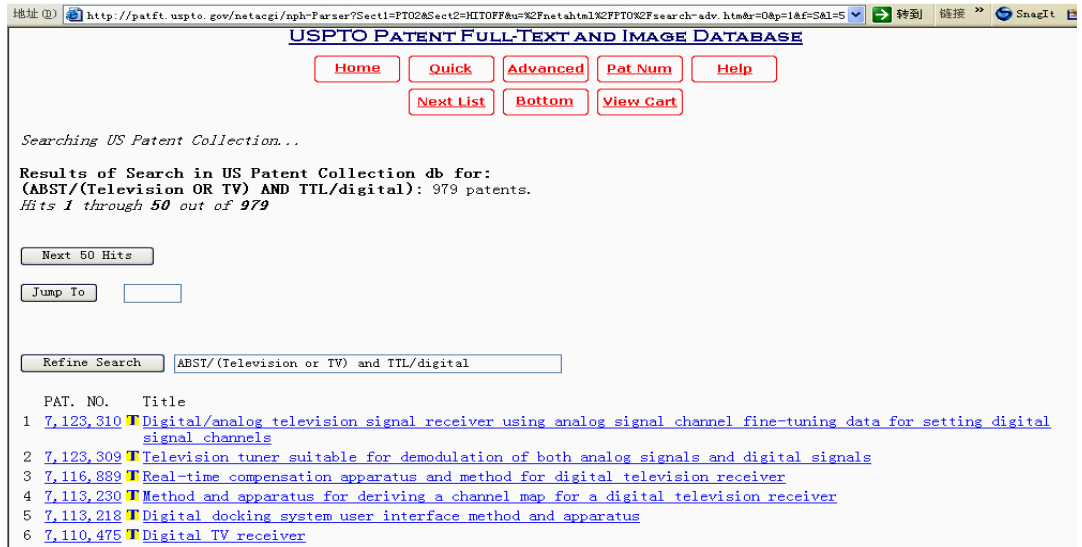 地址(D) http://patft.uspto.gov/netacgi/nph-Parser?Sect1=PTO2&Sect2=HITOFF&u=%2Fnetahtml%2FPTO%2Fsearch-adv.htm&r=0&p=1&f=S&l=5 转到 链接 » SnagIt
USPTO PATENT FULL-TEXT AND IMAGE DATABASE
Home Quick Advanced Pat Num Help
Next List Bottom View Cart
Searching US Patent Collection...
Results of Search in US Patent Collection db for:
(ABST/(Television OR TV) AND TTL/digital): 979 patents.
Hits 1 through 50 out of 979
Next 50 Hits
Jump To
Refine Search ABST/(Television or TV) and TTL/digital
PAT. NO. Title
1 7,123,310 T Digital/analog television signal receiver using analog signal channel fine-tuning data for setting digital
signal channels
2 7,123,309 T Television tuner suitable for demodulation of both analog signals and digital signals
3 7,116,889 T Real-time compensation apparatus and method for digital television receiver
4 7,113,230 T Method and apparatus for deriving a channel map for a digital television receiver
5 7,113,218 T Digital docking system user interface method and apparatus
6 7,110,475 T Digital TV receiver